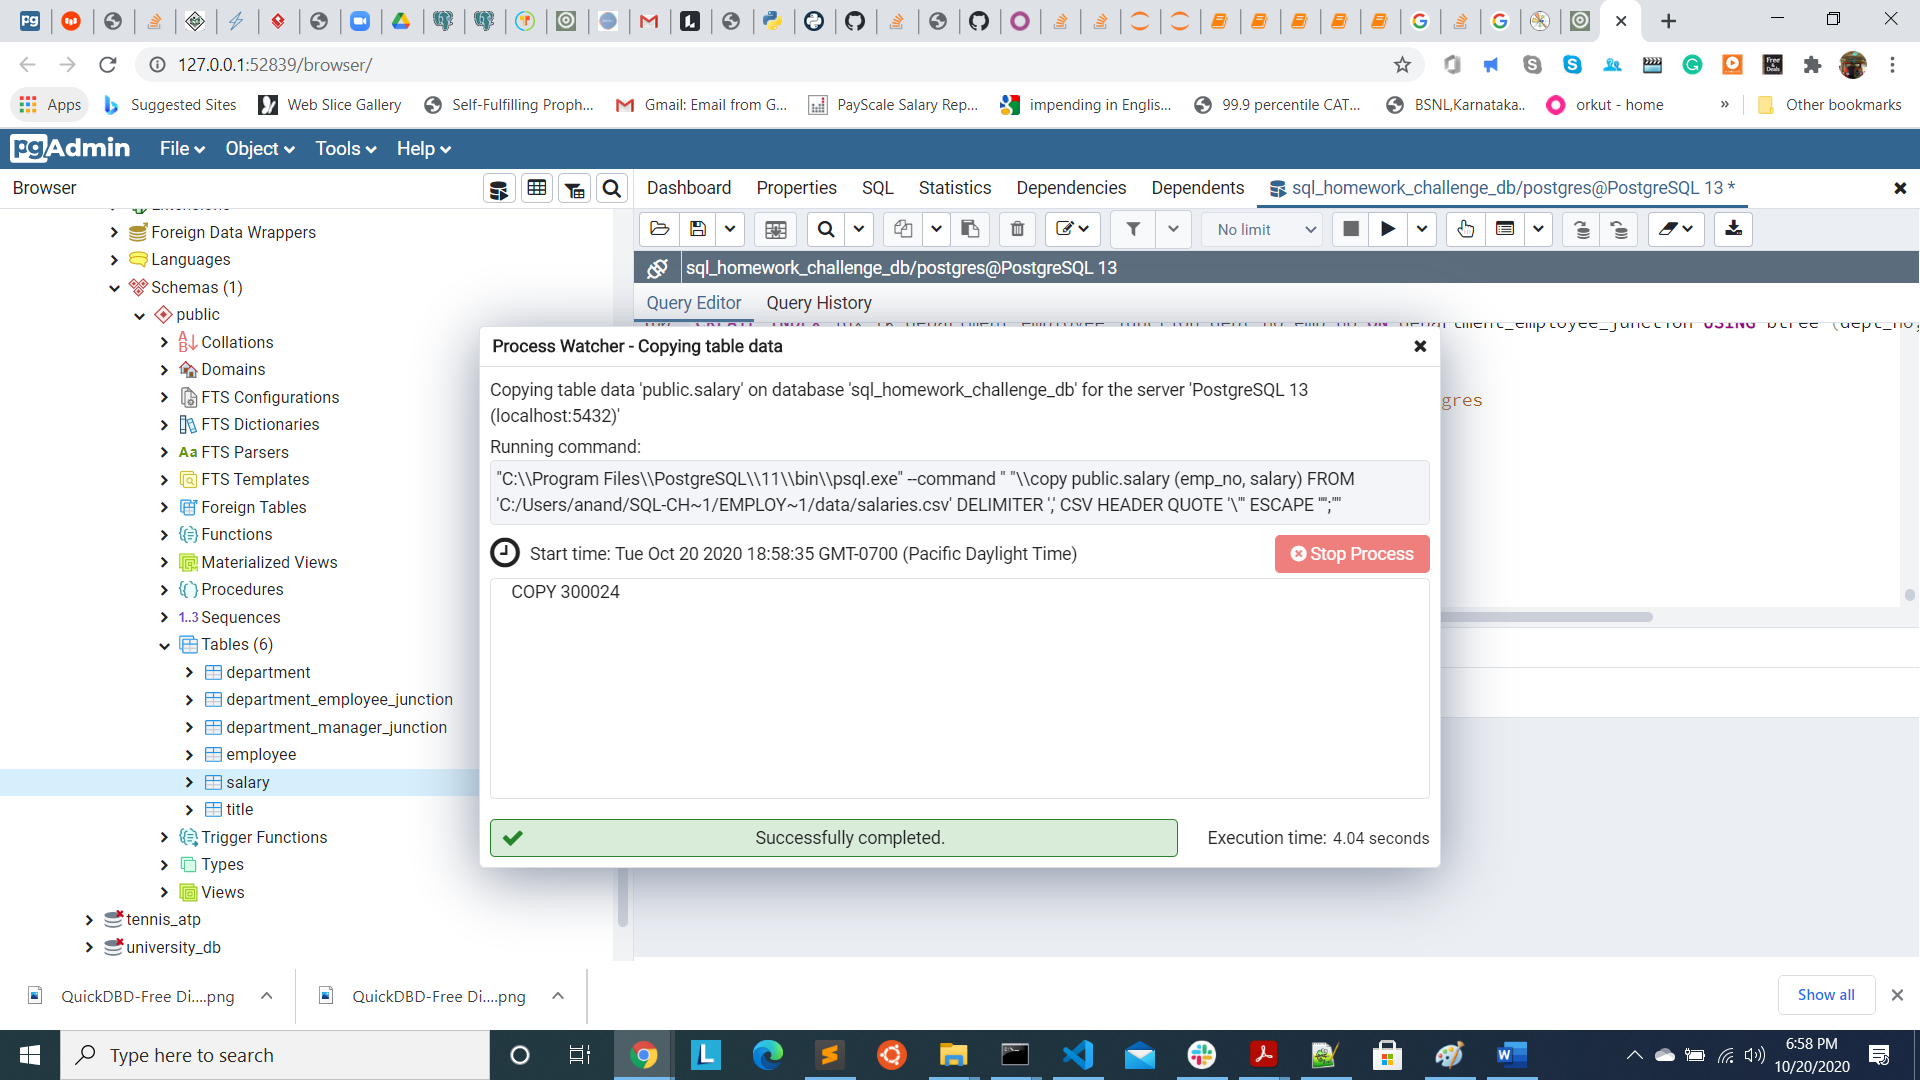 127.0.0.1:52839/browser/
Apps
Suggested Sites
Web Slice Gallery
Self-Fulfilling Proph...
Gmail: Email from G...
PayScale Salary Rep...
impending in Englis...
99.9 percentile CAT...
BSNL,Karnataka..
orkut - home
»
Other bookmarks
pgAdmin
File
Object
Tools
Help
Browser
Dashboard
Properties
SQL
Statistics
Dependencies
Dependents
sql_homework_challenge_db/postgres@PostgreSQL 13 *
No limit
sql_homework_challenge_db/postgres@PostgreSQL 13
Query Editor
Query History
Foreign Data Wrappers
Languages
Schemas (1)
public
Collations
Domains
FTS Configurations
FTS Dictionaries
Aa FTS Parsers
FTS Templates
Foreign Tables
Functions
Materialized Views
Procedures
1..3 Sequences
Tables (6)
department
department_employee_junction
department_manager_junction
employee
salary
title
Trigger Functions
Types
Views
tennis_atp
university_db
gres
Process Watcher - Copying table data
Copying table data 'public.salary' on database 'sql_homework_challenge_db' for the server 'PostgreSQL 13
(localhost:5432)'
Running command:
"C:\\Program Files\\PostgreSQL\\11\\bin\\psql.exe" --command " "\\copy public.salary (emp_no, salary) FROM
'C:/Users/anand/SQL-CH~1/EMPLOY~1/data/salaries.csv' DELIMITER ',' CSV HEADER QUOTE '\"' ESCAPE '''';""
Start time: Tue Oct 20 2020 18:58:35 GMT-0700 (Pacific Daylight Time)
Stop Process
COPY 300024
Successfully completed.
Execution time: 4.04 seconds
QuickDBD-Free Di....png
QuickDBD-Free Di....png
Show all
Type here to search
6:58 PM
10/20/2020